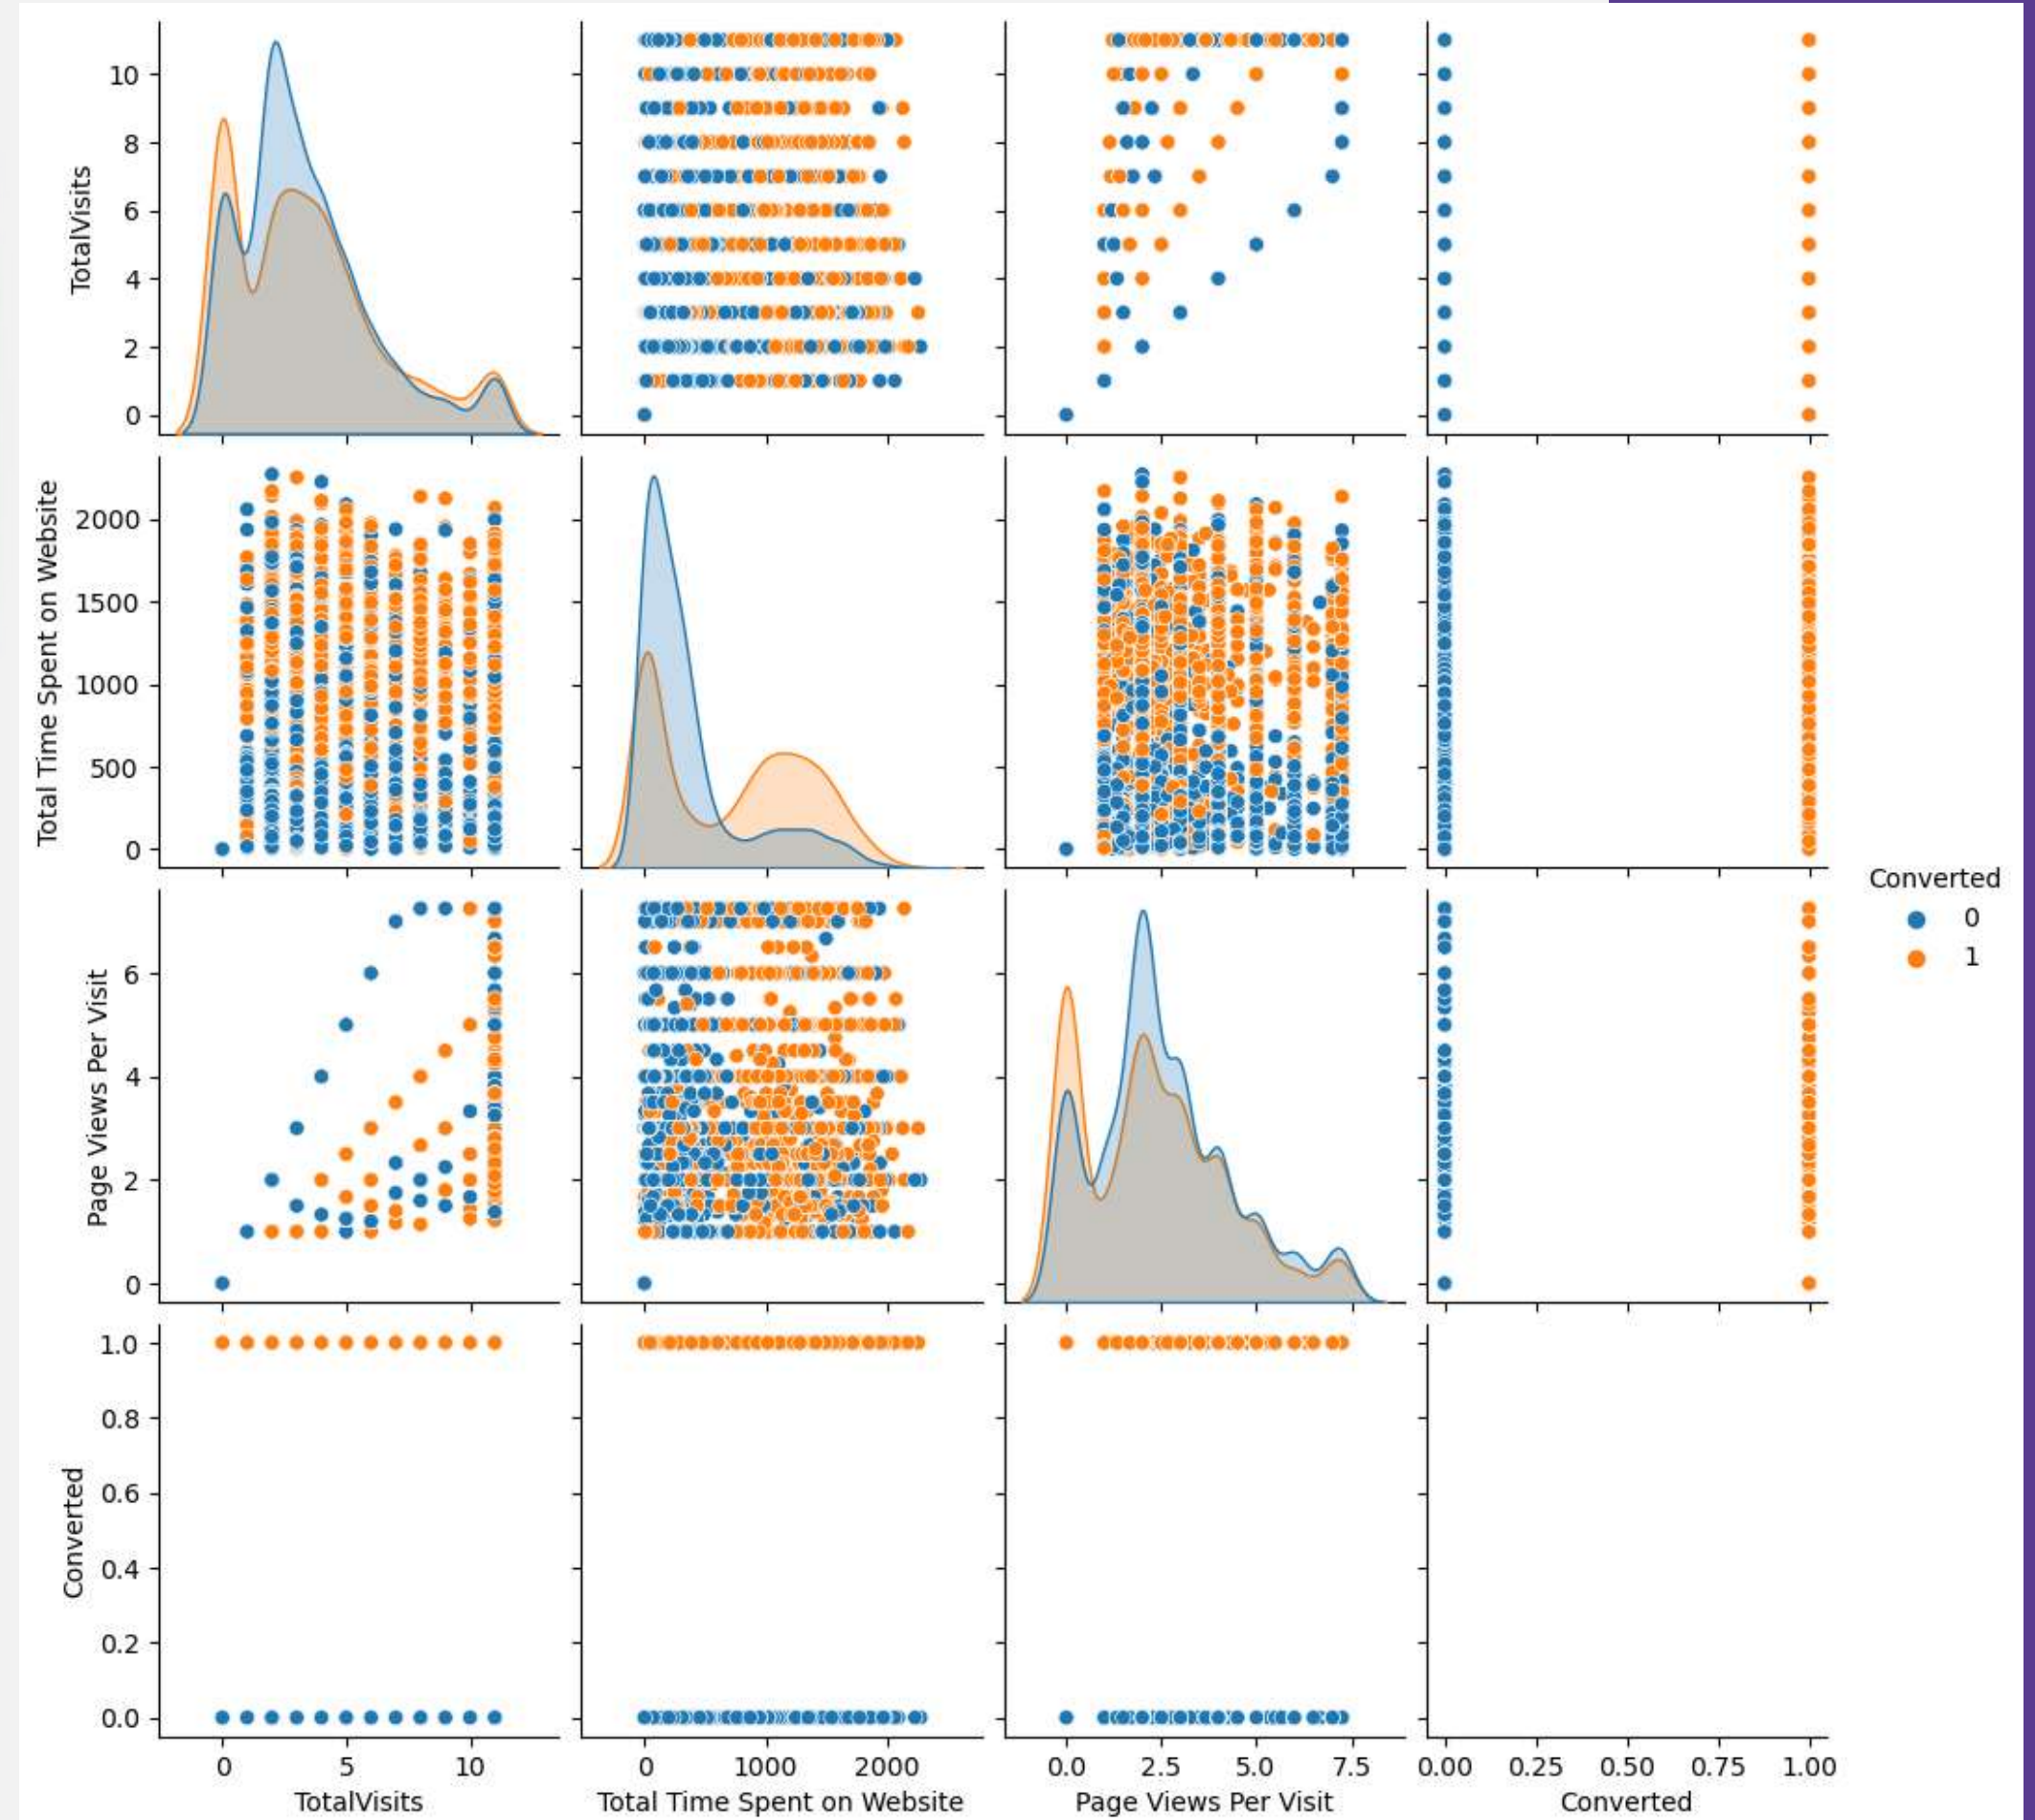 TotalVisits
10
8
6
4
2
0
Total Time Spent on Website
2000
1500
1000
500
0
Converted
0
1
Page Views Per Visit
6
4
2
0
Converted
1.0
0.8
0.6
0.4
0.2
0.0
0 5 10
0 1000 2000
0.0 2.5 5.0 7.5
0.00 0.25 0.50 0.75 1.00
TotalVisits
Total Time Spent on Website
Page Views Per Visit
Converted